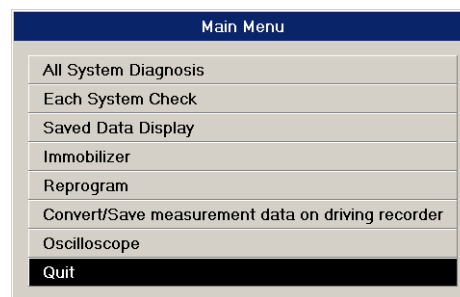 Main Menu
All System Diagnosis
Each System Check
Saved Data Display
Immobilizer
Reprogram
Convert/Save measurement data on driving recorder
Oscilloscope
Quit